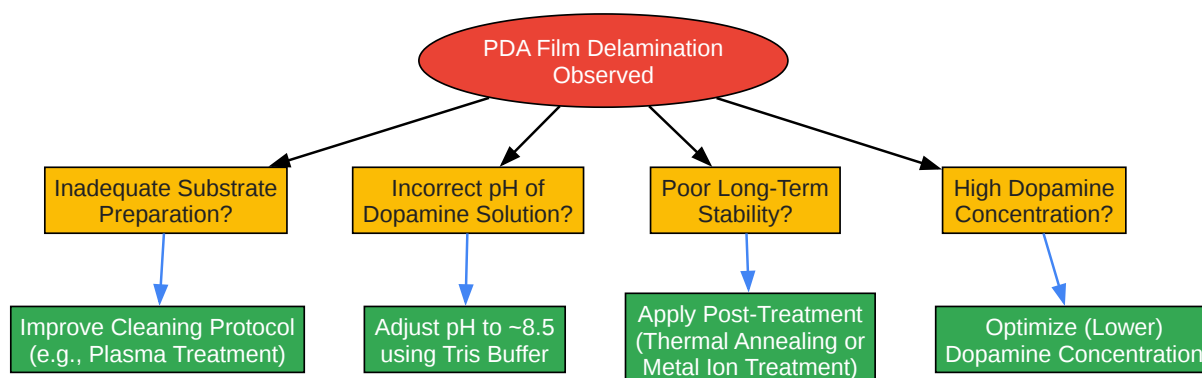 PDA Film Delamination
Observed
Inadequate Substrate
Preparation?
Incorrect pH of
Dopamine Solution?
Poor Long-Term
Stability?
High Dopamine
Concentration?
Improve Cleaning Protocol
(e.g., Plasma Treatment)
Adjust pH to ~8.5
using Tris Buffer
Apply Post-Treatment
(Thermal Annealing or
Metal Ion Treatment)
Optimize (Lower)
Dopamine Concentration